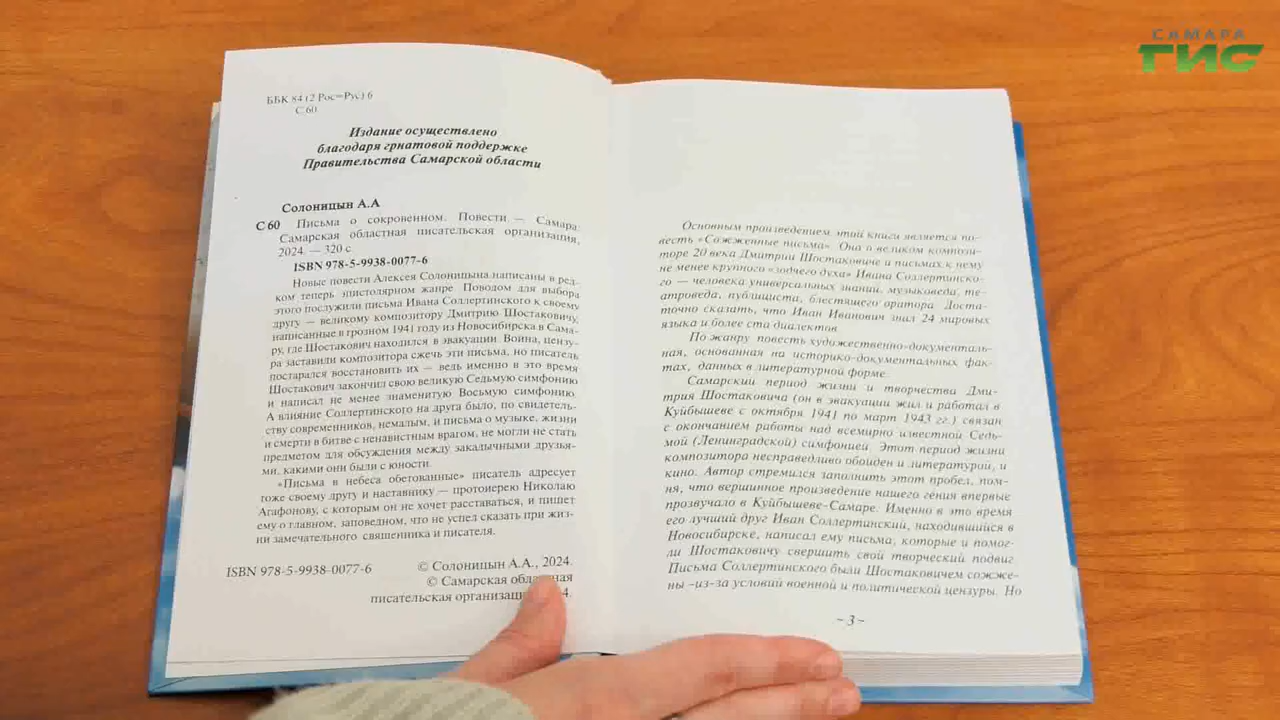 САМАРА
ГИС
ББК 84 (2 Рос=Рус) 6
С 60
Издание осуществлено
благодаря грнатовой поддержке
Правительства Самарской области
Солоницын А.А
С 60 Письма о сокровенном. Повести — Самара:
Самарская областная писательская организация,
2024. — 320 с.
ISBN 978-5-9938-0077-6
Новые повести Алексея Солоницына написаны в ред-
ком теперь эпистолярном жанре. Поводом для выбора
этого послужили письма Ивана Соллертинского к своему
другу — великому композитору Дмитрию Шостаковичу,
написанные в грозном 1941 году из Новосибирска в Сама-
ру, где Шостакович находился в эвакуации. Война, цензу-
ра заставили композитора сжечь эти письма, но писатель
постарался восстановить их — ведь именно в это время
Шостакович закончил свою великую Седьмую симфонию
и написал не менее знаменитую Восьмую симфонию.
А влияние Соллертинского на друга было, по свидетель-
ству современников, немалым, и письма о музыке, жизни
и смерти в битве с ненавистным врагом, не могли не стать
предметом для обсуждения между закадычными друзья-
ми, какими они были с юности.
«Письма в небеса обетованные» писатель адресует
тоже своему другу и наставнику — протоиерею Николаю
Агафонову, с которым он не хочет расставаться, и пишет
ему о главном, заповедном, что не успел сказать при жиз-
ни замечательного священника и писателя.
ISBN 978-5-9938-0077-6
© Солоницын А.А., 2024.
© Самарская областная
писательская организация, 4.
Основным произведением этой книги является по-
весть «Сожженные письма». Она о великом компози-
торе 20 века Дмитрии Шостаковиче и письмах к нему
не менее крупного «зодчего духа» Ивана Соллертинско-
го — человека универсальных знаний, музыковеда, те-
атроведа, публициста, блестящего оратора. Доста-
точно сказать, что Иван Иванович знал 24 мировых
языка и более ста диалектов.
По жанру повесть художественно-документаль-
ная, основанная на историко-документальных фак-
тах, данных в литературной форме.
Самарский период жизни и творчества Дми-
трия Шостаковича (он в эвакуации жил и работал в
Куйбышеве с октября 1941 по март 1943 гг.) связан
с окончанием работы над всемирно известной Седь-
мой (Ленинградской) симфонией. Этот период жизни
композитора несправедливо обойден и литературой, и
кино. Автор стремился заполнить этот пробел, пом-
ня, что вершинное произведение нашего гения впервые
прозвучало в Куйбышеве-Самаре. Именно в это время
его лучший друг Иван Соллертинский, находившийся в
Новосибирске, написал ему письма, которые и помог-
ли Шостаковичу свершить свой творческий подвиг.
Письма Соллертинского были Шостаковичем сожже-
ны –из-за условий военной и политической цензуры. Но
~ 3 ~